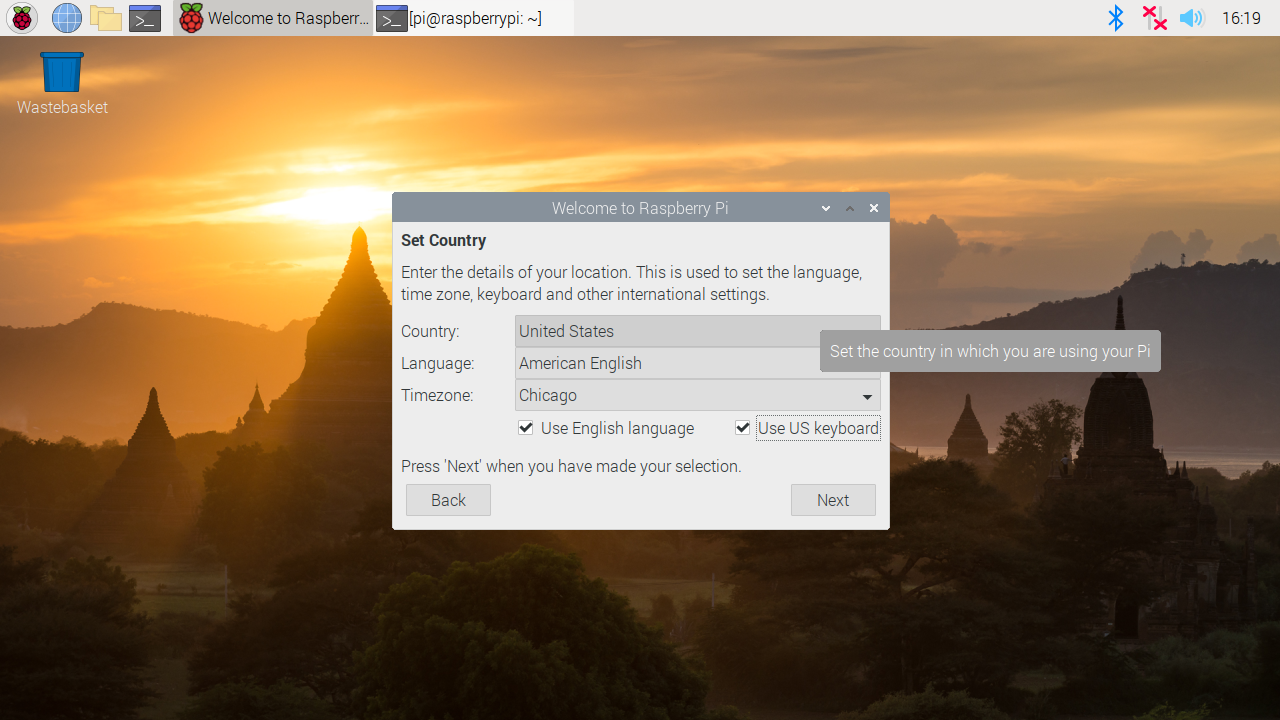 Welcome to Raspberr... [pi@raspberrypi: ~] 16:19
Wastebasket
Welcome to Raspberry Pi
Set Country
Enter the details of your location. This is used to set the language,
time zone, keyboard and other international settings.
Country: United States
Set the country in which you are using your Pi
Language: American English
Timezone: Chicago
Use English language Use US keyboard
Press 'Next' when you have made your selection.
Back Next